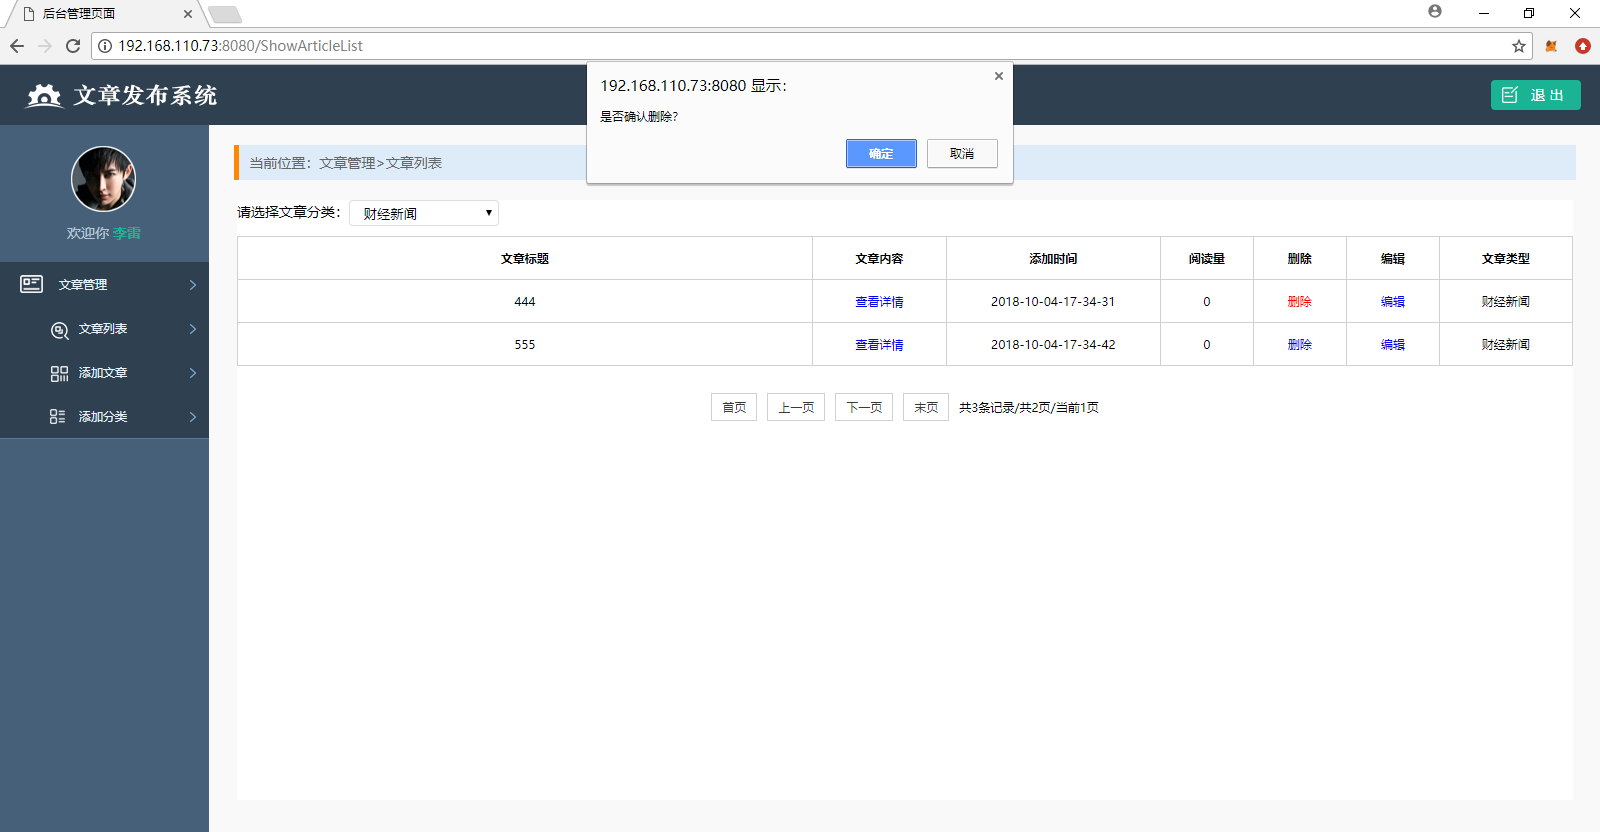 后台管理页面
192.168.110.73:8080/ShowArticleList
文章发布系统
退 出
192.168.110.73:8080 显示:
是否确认删除?
确定 取消
欢迎你 李雷
文章管理
文章列表
添加文章
添加分类
当前位置：文章管理>文章列表
请选择文章分类： 财经新闻
文章标题 文章内容 添加时间 阅读量 删除 编辑 文章类型
444 查看详情 2018-10-04-17-34-31 0 删除 编辑 财经新闻
555 查看详情 2018-10-04-17-34-42 0 删除 编辑 财经新闻
首页 上一页 下一页 末页 共3条记录/共2页/当前1页